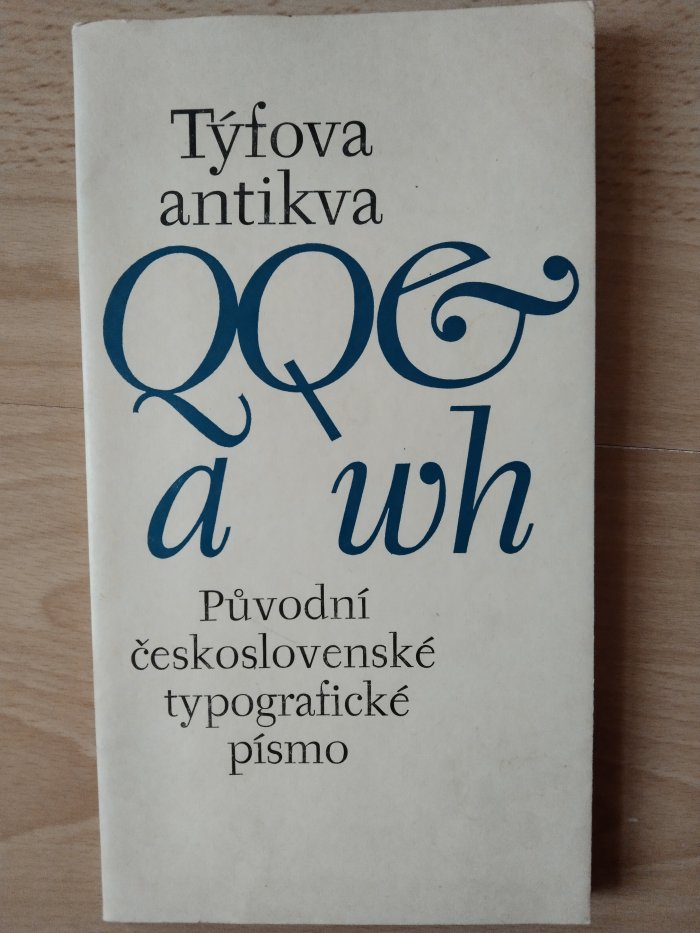 Týfova
antikva
QQ&
a wh
Původní
československé
typografické
písmo